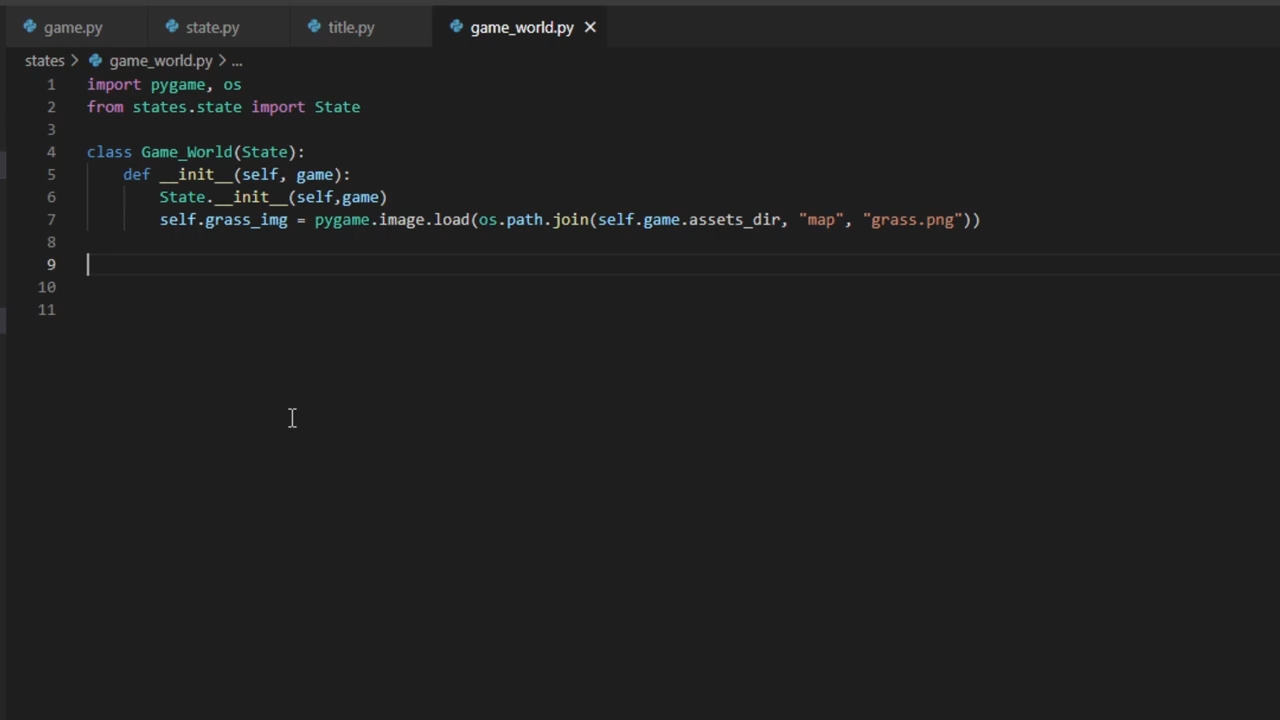 game.py state.py title.py game_world.py ×
states > game_world.py > ...
1 import pygame, os
2 from states.state import State
3
4 class Game_World(State):
5     def __init__(self, game):
6         State.__init__(self,game)
7         self.grass_img = pygame.image.load(os.path.join(self.game.assets_dir, "map", "grass.png"))
8
9
10
11